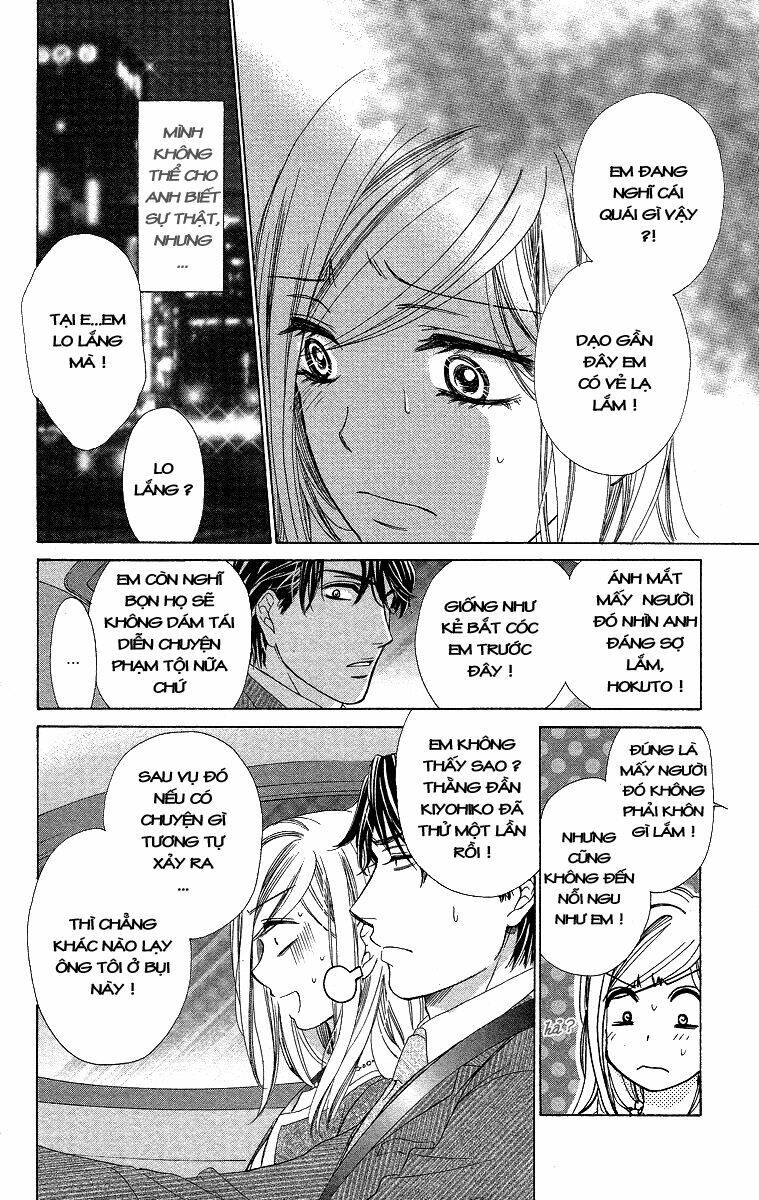 EM ĐANG
NGHĨ CÁI
QUÁI GÌ VẬY
?!
DẠO GẦN
ĐÂY EM
CÓ VẺ LẠ
LẮM !
MÌNH
KHÔNG
THỂ CHO
ANH BIẾT
SỰ THẬT,
NHƯNG
...
TẠI E...EM
LO LẮNG
MÀ !
LO
LẮNG ?
ÁNH MẮT
MẤY NGƯỜI
ĐÓ NHÌN ANH
ĐÁNG SỢ
LẮM,
HOKUTO !
GIỐNG NHƯ
KẺ BẮT CÓC
EM TRƯỚC
ĐÂY !
EM CÒN NGHĨ
BỌN HỌ SẼ
KHÔNG DÁM TÁI
DIỄN CHUYỆN
PHẠM TỘI NỮA
CHỨ
...
ĐÚNG LÀ
MẤY NGƯỜI
ĐÓ KHÔNG
PHẢI KHÔN
GÌ LẮM !
NHƯNG
CŨNG
KHÔNG ĐẾN
NỖI NGU
NHƯ EM !
hả ?
EM KHÔNG
THẤY SAO ?
THẰNG ĐẦN
KIYOHIKO ĐÃ
THỬ MỘT LẦN
RỒI !
SAU VỤ ĐÓ
NẾU CÓ
CHUYỆN GÌ
TƯƠNG TỰ
XẢY RA
...
THÌ CHẲNG
KHÁC NÀO LẠY
ÔNG TÔI Ở BỤI
NÀY !